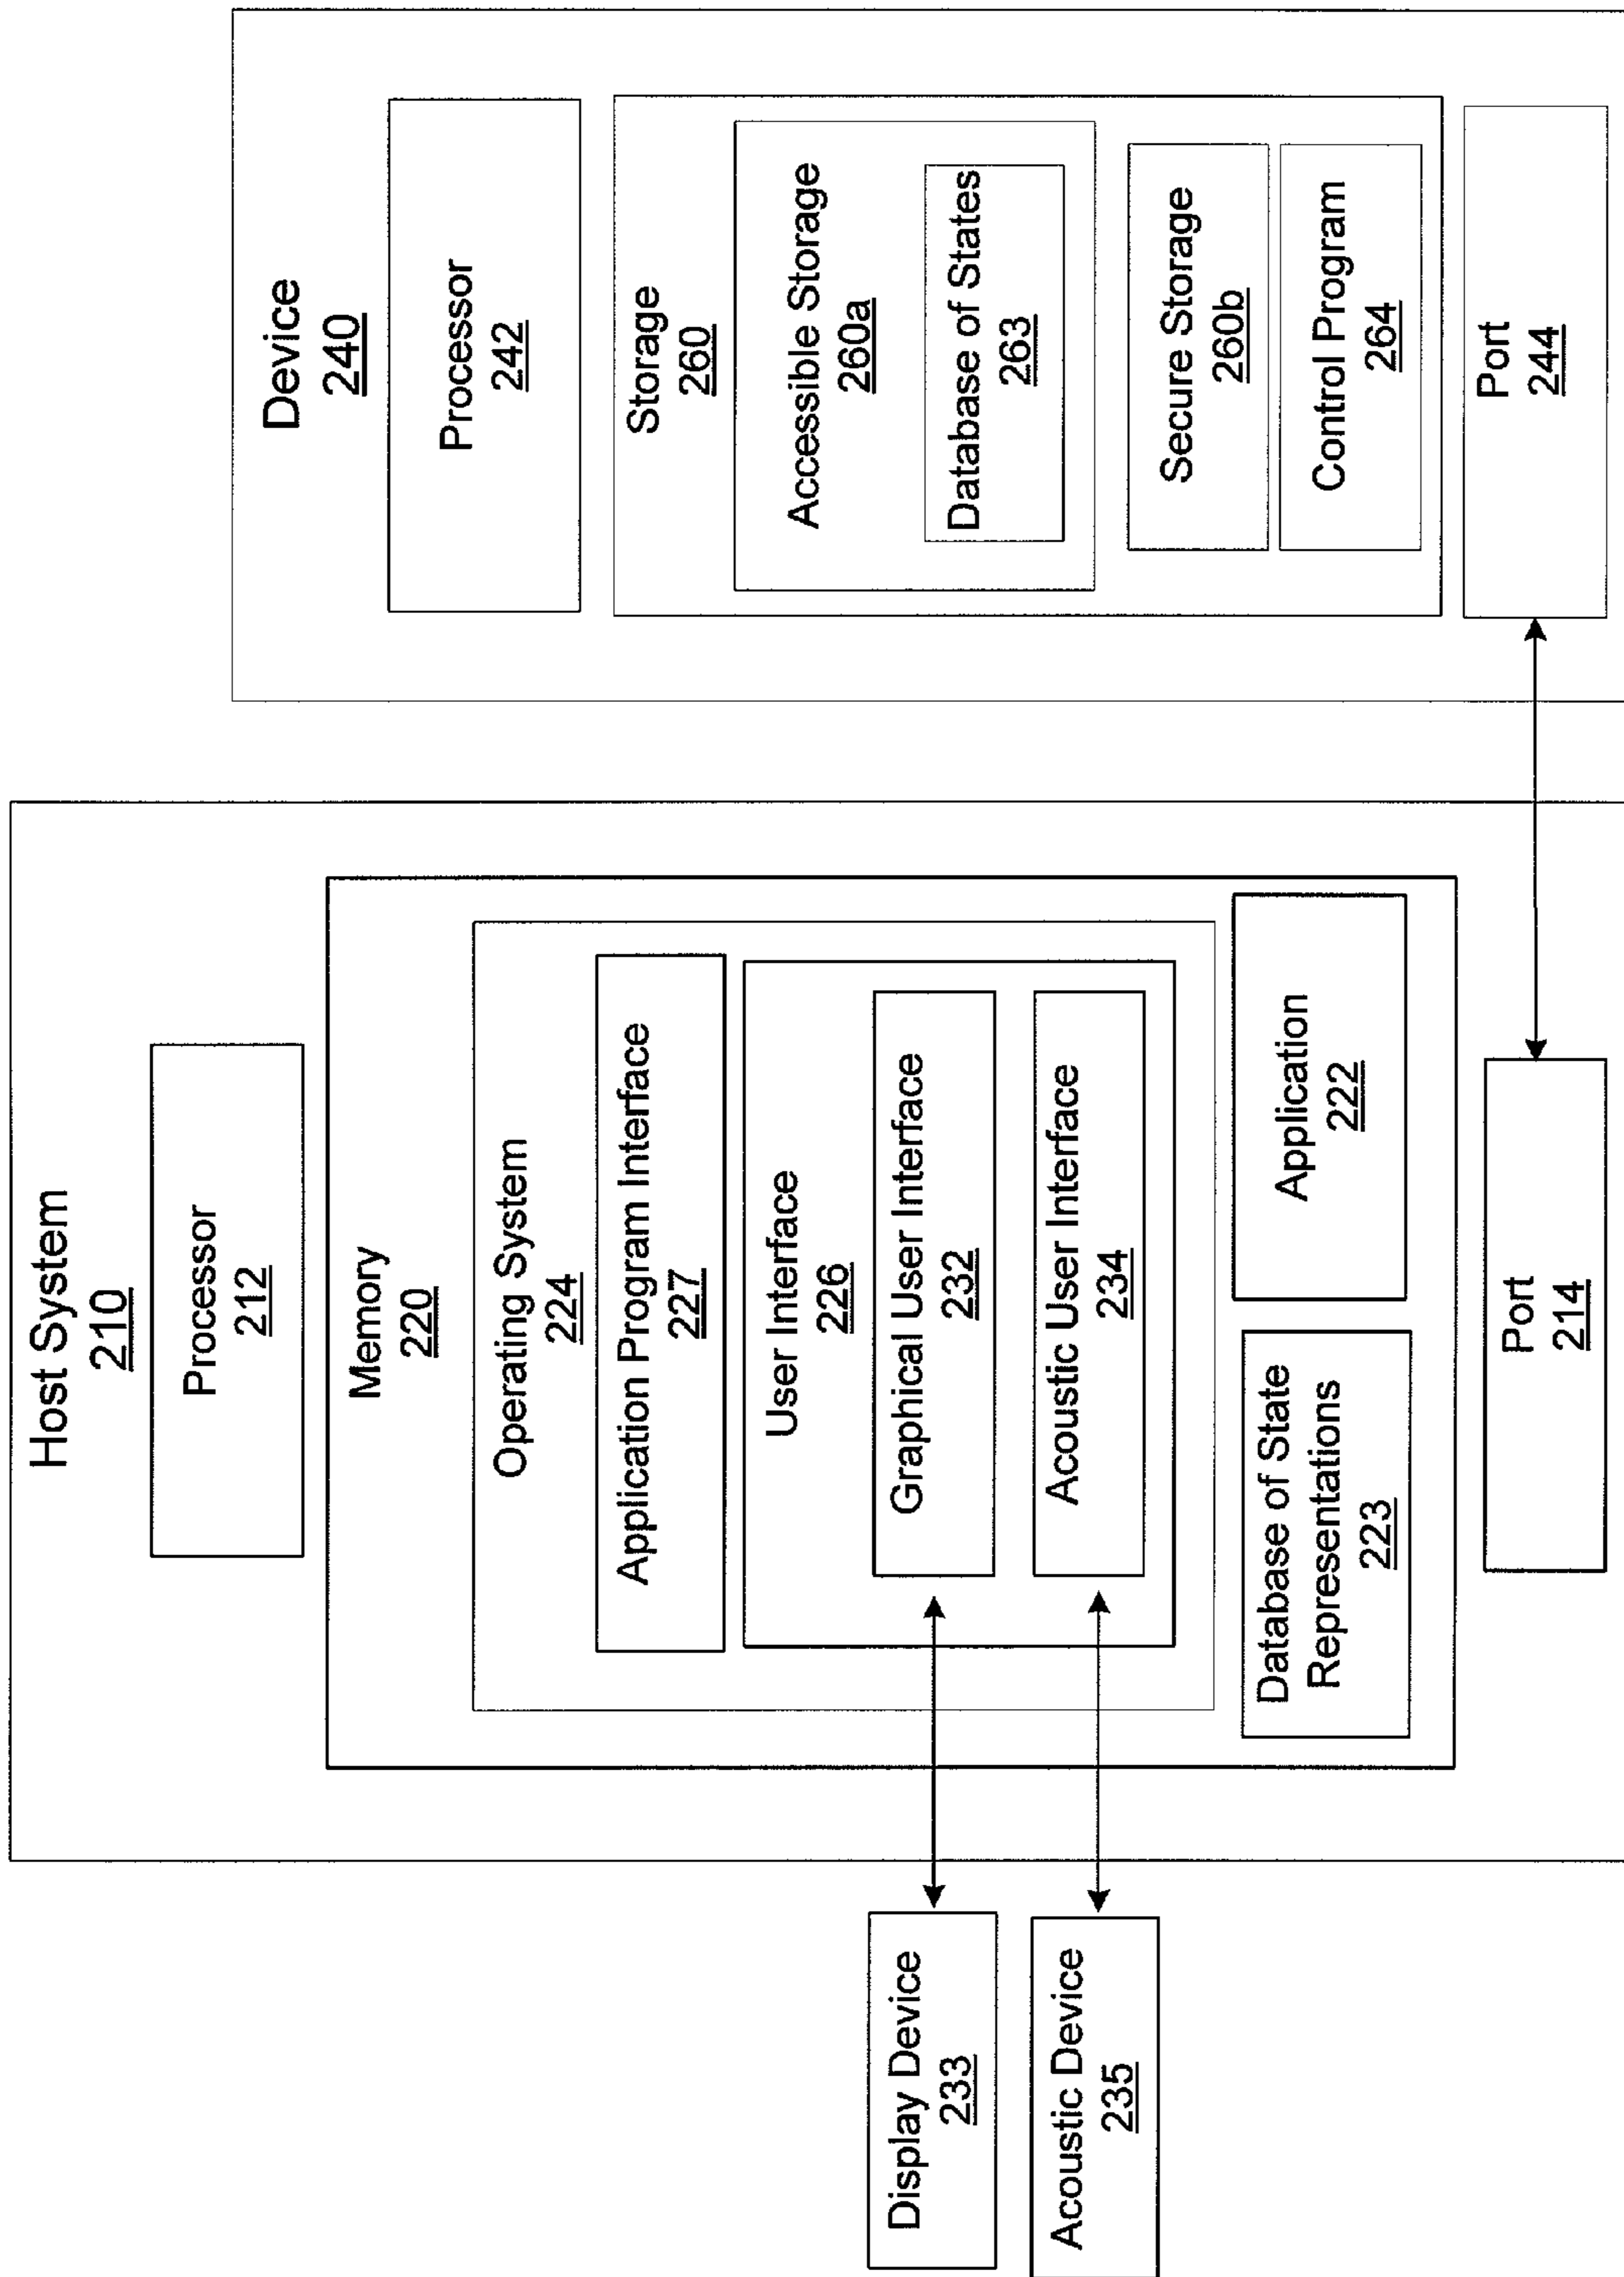 Host System
210
Processor
212
Memory
220
Operating System
224
Application Program Interface
227
User Interface
226
Graphical User Interface
232
Acoustic User Interface
234
Database of State
Representations
223
Application
222
Port
214
Display Device
233
Acoustic Device
235
Device
240
Processor
242
Storage
260
Accessible Storage
260a
Database of States
263
Secure Storage
260b
Control Program
264
Port
244